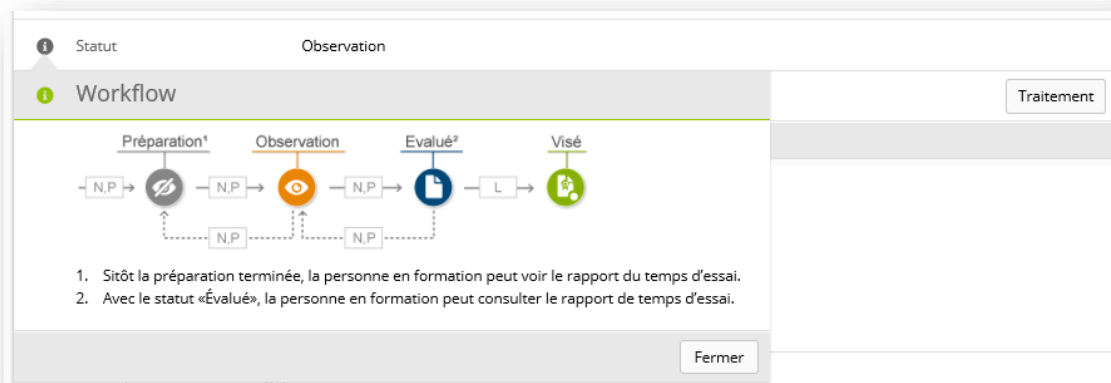 Statut Observation
Workflow
Traitement
Préparation¹ Observation Evalué² Visé
N,P N,P N,P L
N,P N,P
1. Sitôt la préparation terminée, la personne en formation peut voir le rapport du temps d'essai.
2. Avec le statut «Évalué», la personne en formation peut consulter le rapport de temps d'essai.
Fermer